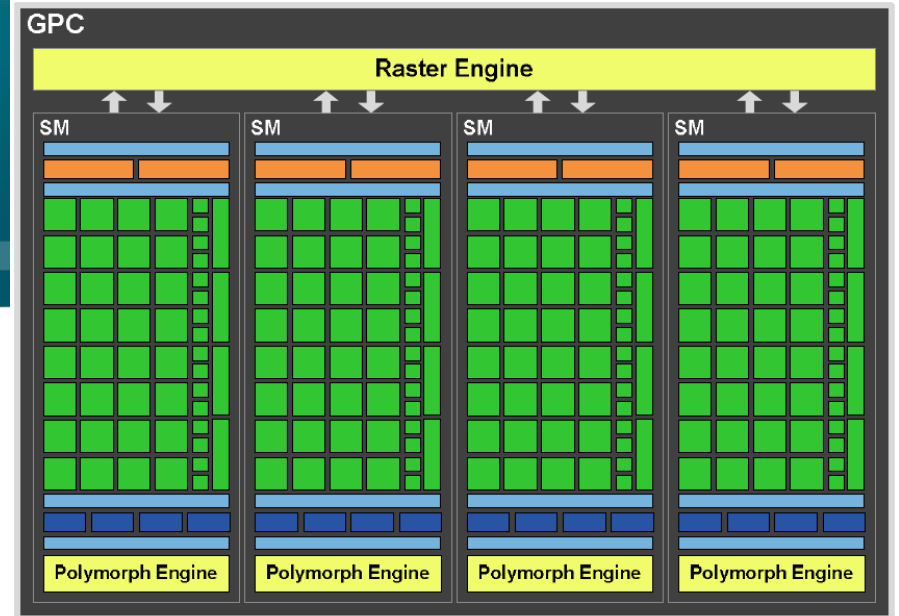 GPC
Raster Engine
SM SM SM SM
Polymorph Engine Polymorph Engine Polymorph Engine Polymorph Engine